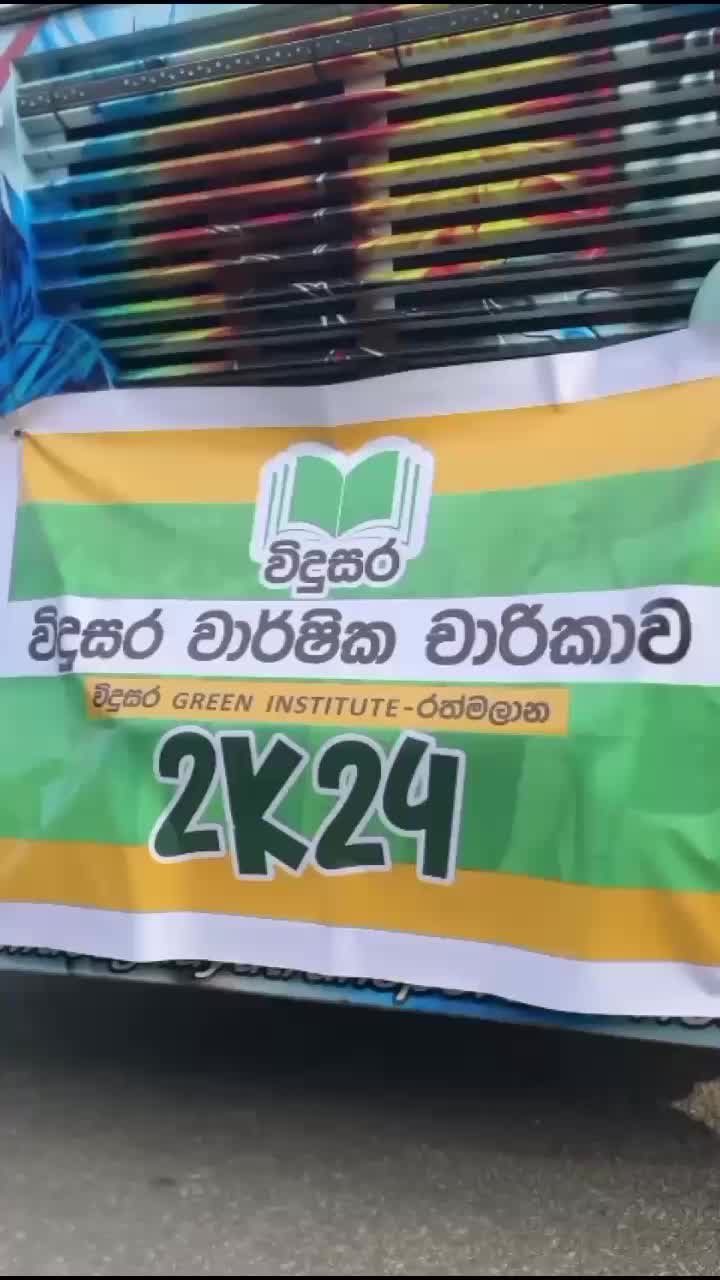 විදුසර
විදුසර වාර්ෂික චාරිකාව
විදුසර GREEN INSTITUTE-රත්මලාන
2K24